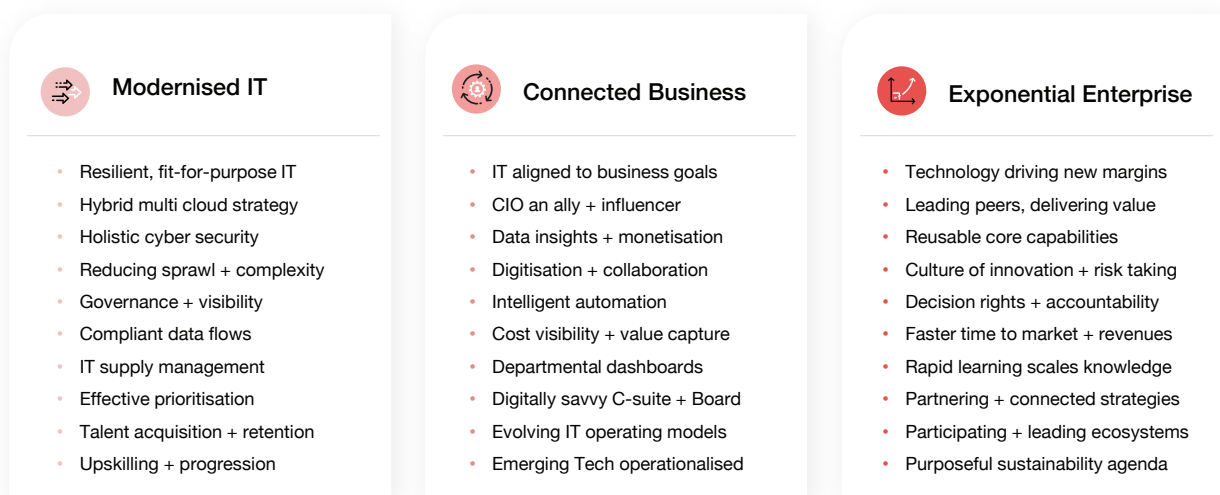 Modernised IT
Resilient, fit-for-purpose IT
Hybrid multi cloud strategy
Holistic cyber security
Reducing sprawl + complexity
Governance + visibility
Compliant data flows
IT supply management
Effective prioritisation
Talent acquisition + retention
Upskilling + progression
Connected Business
IT aligned to business goals
CIO an ally + influencer
Data insights + monetisation
Digitisation + collaboration
Intelligent automation
Cost visibility + value capture
Departmental dashboards
Digitally savvy C-suite + Board
Evolving IT operating models
Emerging Tech operationalised
Exponential Enterprise
Technology driving new margins
Leading peers, delivering value
Reusable core capabilities
Culture of innovation + risk taking
Decision rights + accountability
Faster time to market + revenues
Rapid learning scales knowledge
Partnering + connected strategies
Participating + leading ecosystems
Purposeful sustainability agenda